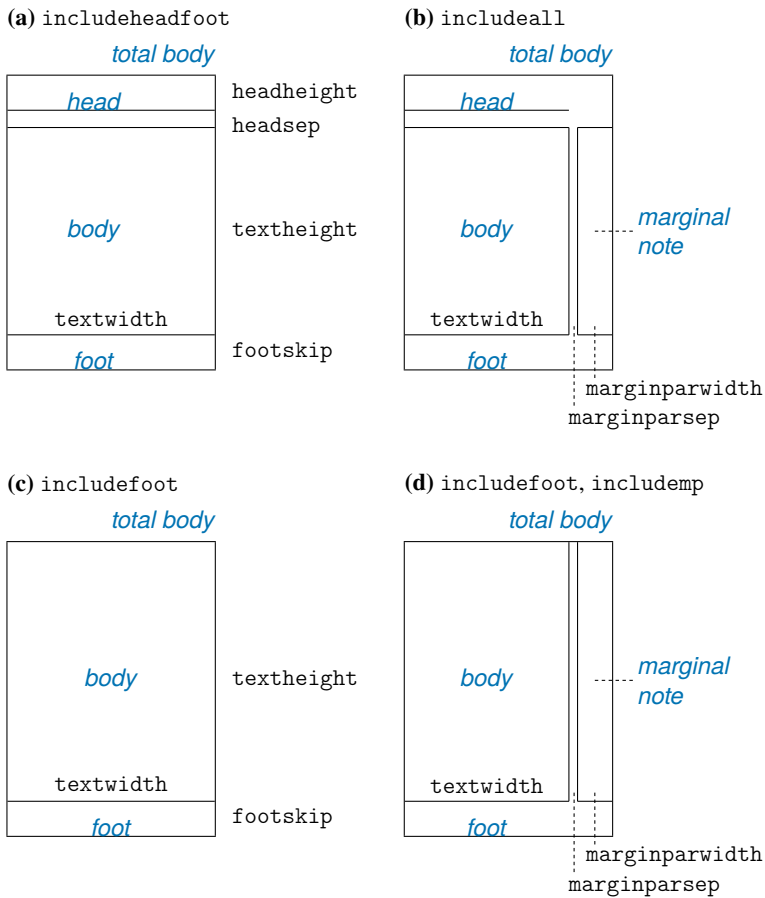 (a) includeheadfoot
total body
head
headheight
headsep
body
textheight
textwidth
foot
footskip
(b) includeall
total body
head
body
marginal
note
textwidth
foot
marginparwidth
marginparsep
(c) includefoot
total body
body
textheight
textwidth
foot
footskip
(d) includefoot, includemp
total body
body
marginal
note
textwidth
foot
marginparwidth
marginparsep